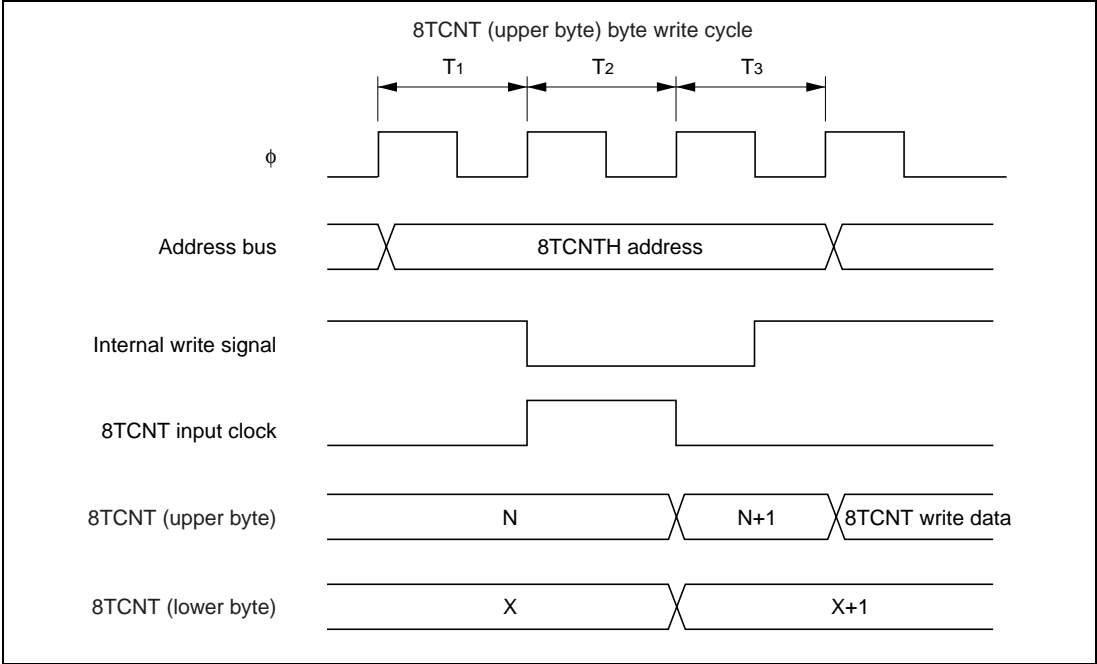 8TCNT (upper byte) byte write cycle
T1 T2 T3
ϕ
Address bus 8TCNTH address
Internal write signal
8TCNT input clock
8TCNT (upper byte) N N+1 8TCNT write data
8TCNT (lower byte) X X+1